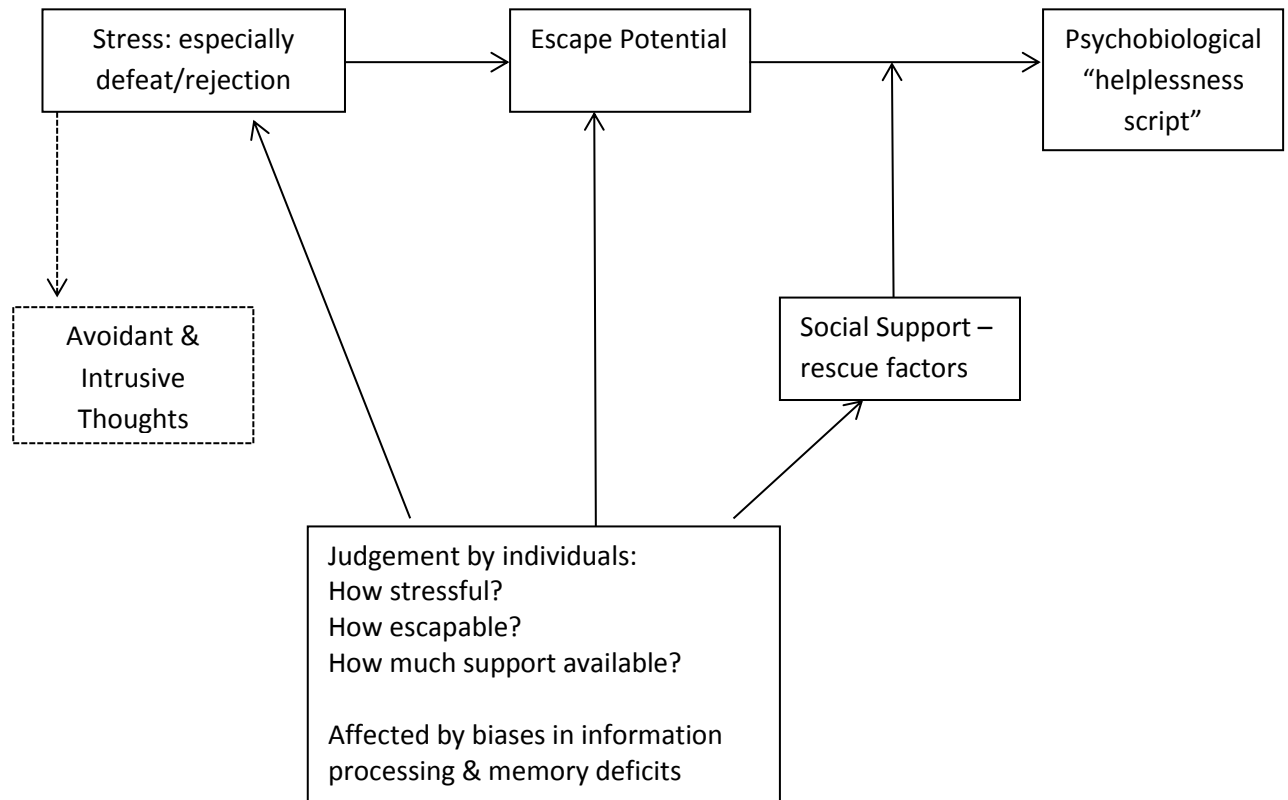 Stress: especially
defeat/rejection
Escape Potential
Psychobiological
“helplessness
script”
Avoidant &
Intrusive
Thoughts
Social Support –
rescue factors
Judgement by individuals:
How stressful?
How escapable?
How much support available?
Affected by biases in information
processing & memory deficits